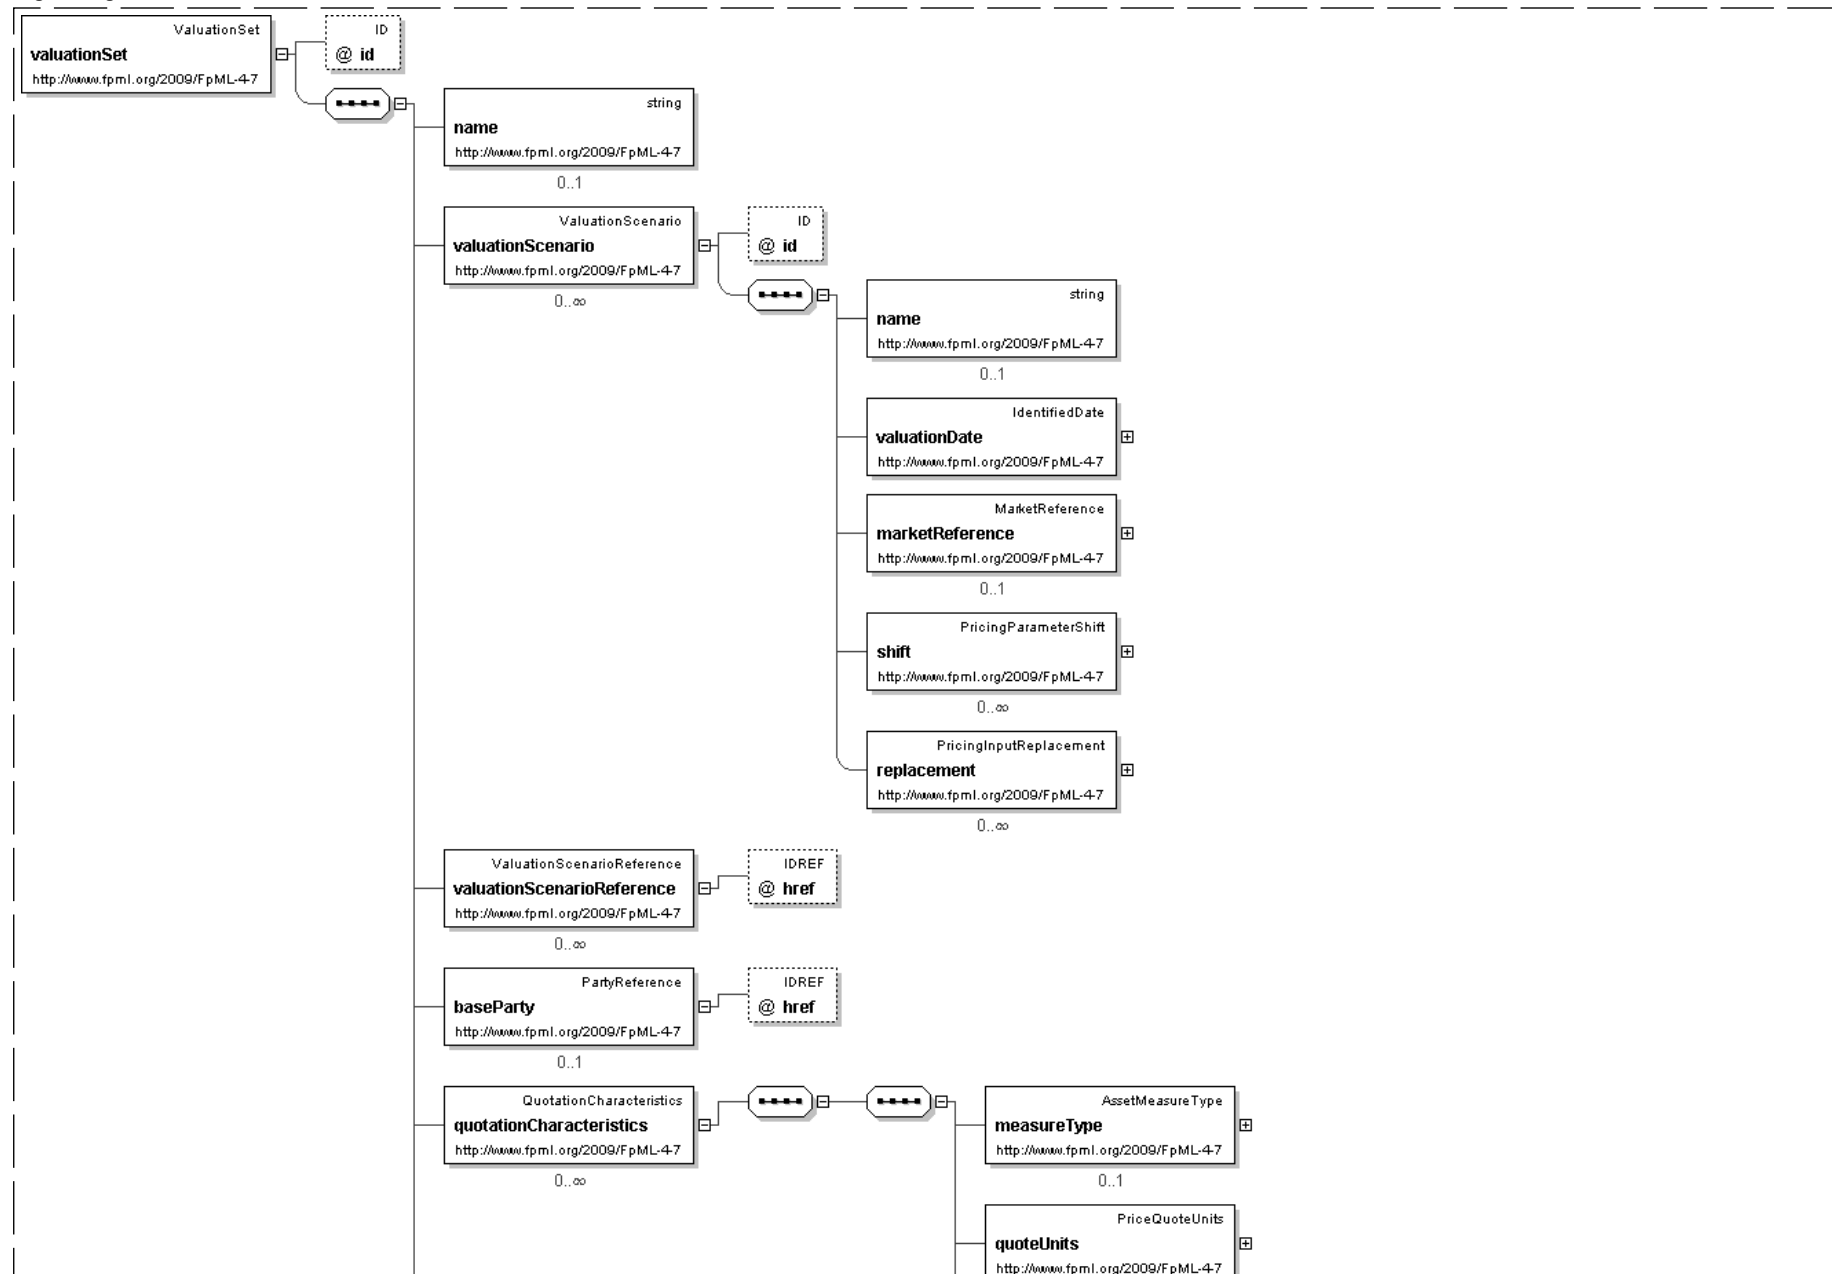 ValuationSet
valuationSet
http://www.fpml.org/2009/FpML-4-7
ID
@ id
string
name
http://www.fpml.org/2009/FpML-4-7
0..1
ValuationScenario
valuationScenario
http://www.fpml.org/2009/FpML-4-7
0..∞
ID
@ id
string
name
http://www.fpml.org/2009/FpML-4-7
0..1
IdentifiedDate
valuationDate
http://www.fpml.org/2009/FpML-4-7
MarketReference
marketReference
http://www.fpml.org/2009/FpML-4-7
0..1
PricingParameterShift
shift
http://www.fpml.org/2009/FpML-4-7
0..∞
PricingInputReplacement
replacement
http://www.fpml.org/2009/FpML-4-7
0..∞
ValuationScenarioReference
valuationScenarioReference
http://www.fpml.org/2009/FpML-4-7
0..∞
IDREF
@ href
PartyReference
baseParty
http://www.fpml.org/2009/FpML-4-7
0..1
IDREF
@ href
QuotationCharacteristics
quotationCharacteristics
http://www.fpml.org/2009/FpML-4-7
0..∞
AssetMeasureType
measureType
http://www.fpml.org/2009/FpML-4-7
0..1
PriceQuoteUnits
quoteUnits
http://www.fpml.org/2009/FpML-4-7